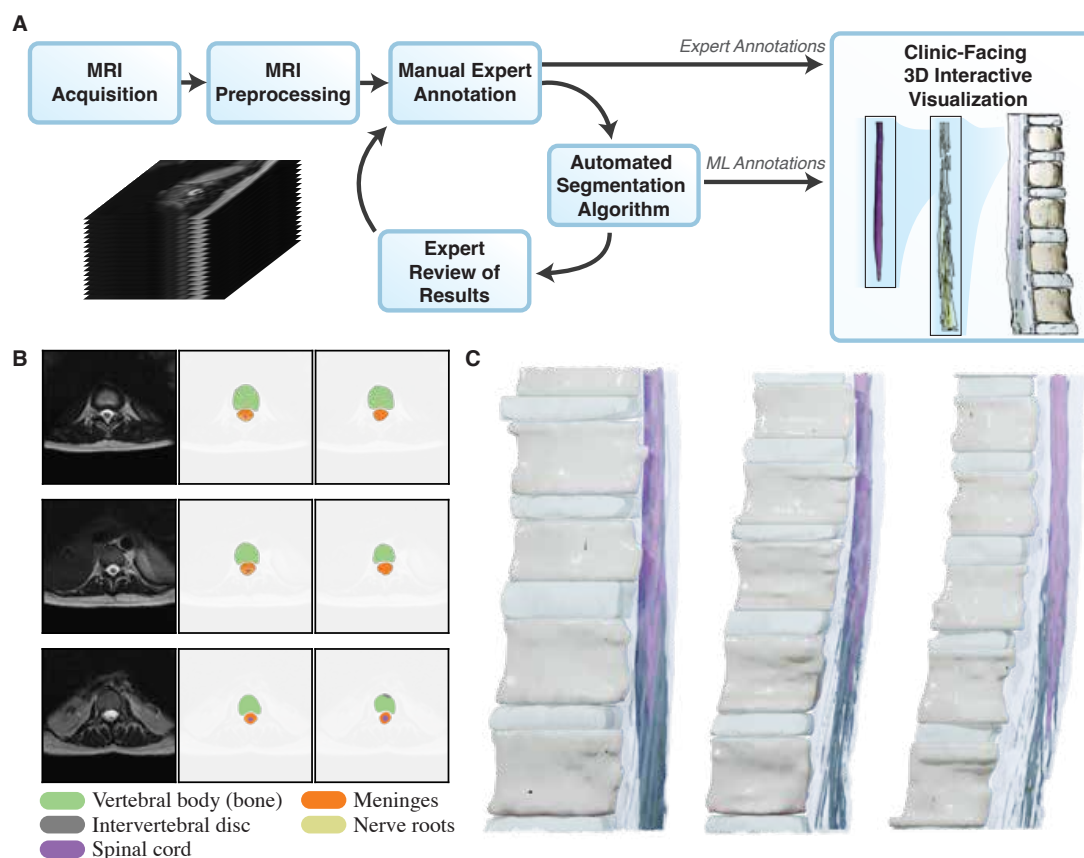 A
MRI
Acquisition
MRI
Preprocessing
Manual Expert
Annotation
Expert Annotations
Clinic-Facing
3D Interactive
Visualization
Automated
Segmentation
Algorithm
ML Annotations
Expert
Review of
Results
B
C
Vertebral body (bone)
Meninges
Intervertebral disc
Nerve roots
Spinal cord